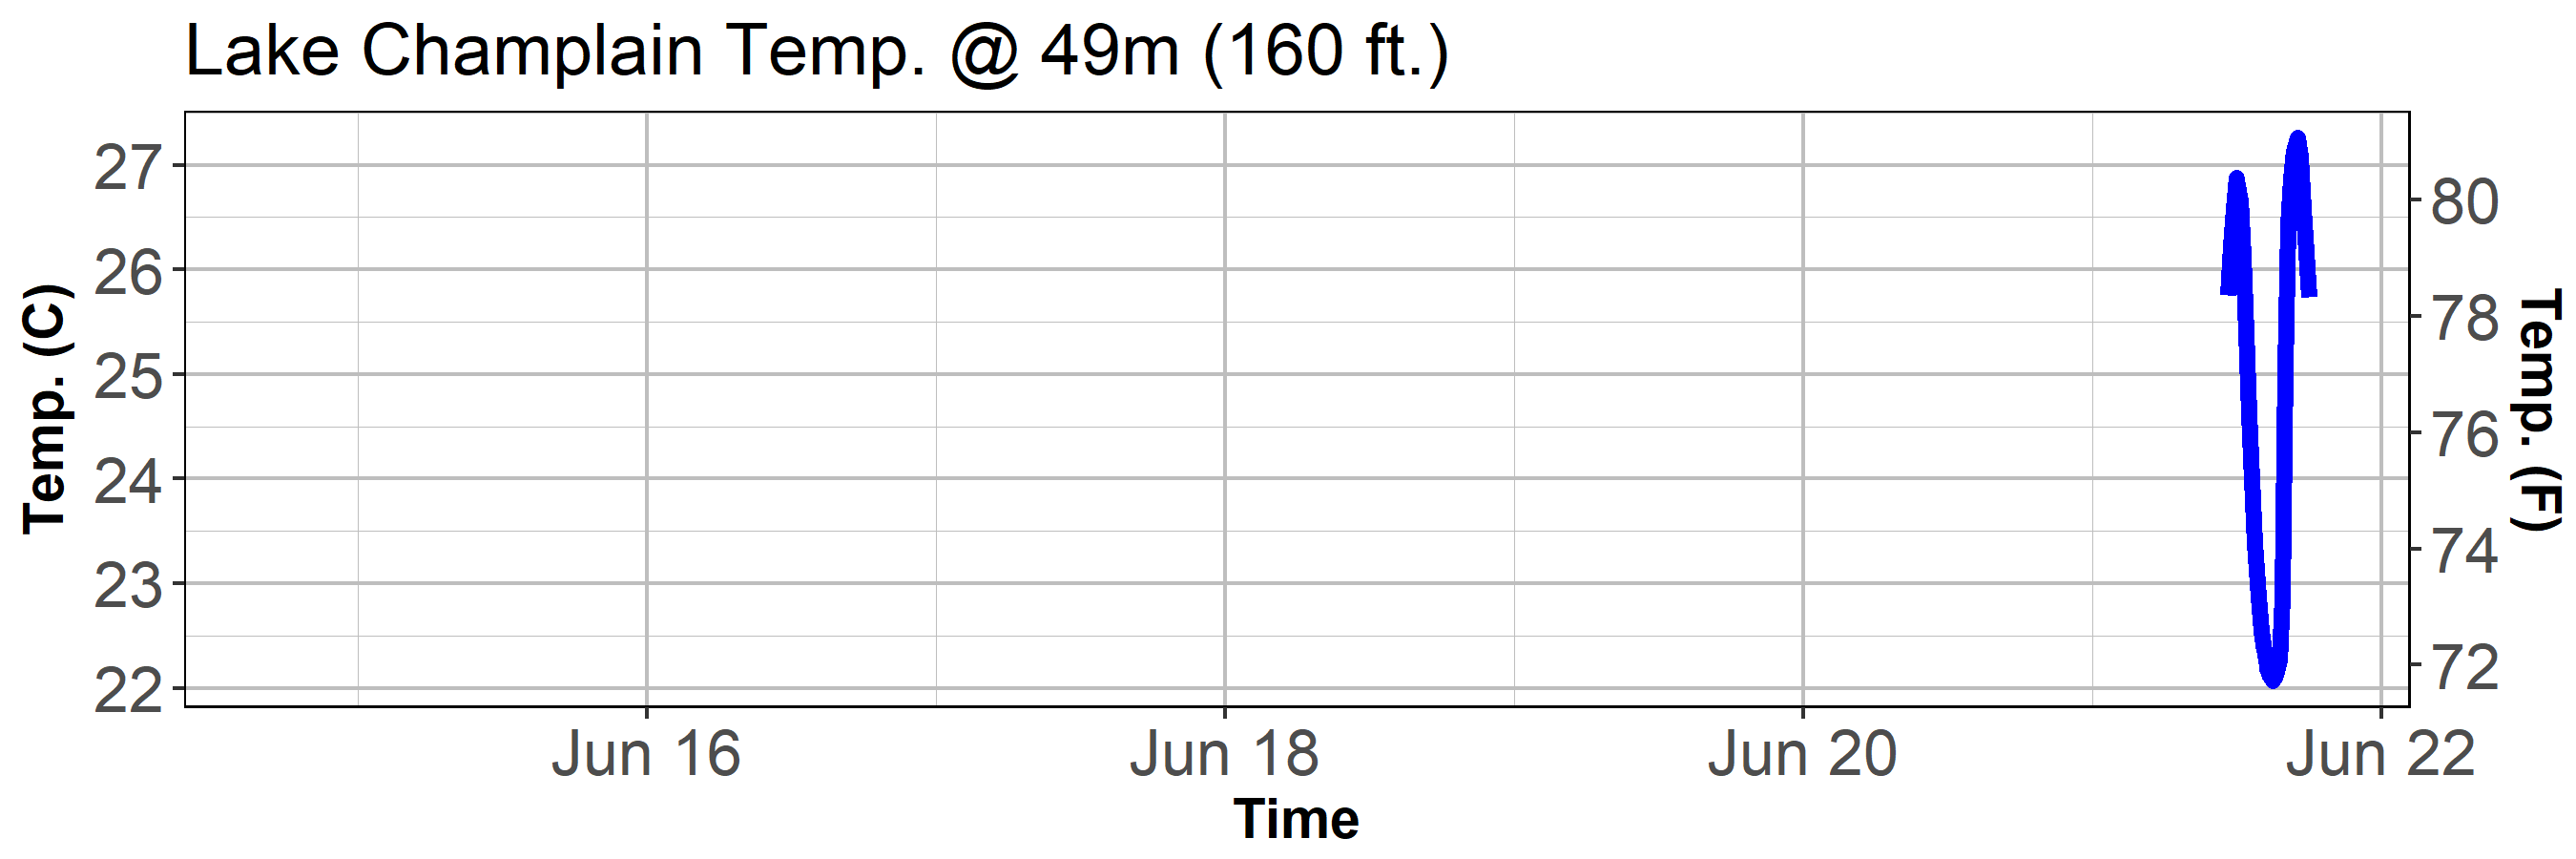 Lake Champlain Temp. @ 49m (160 ft.)
Temp. (C)
27
26
25
24
23
22
80
78
76
74
72
Temp. (F)
Jun 16 Jun 18 Jun 20 Jun 22
Time